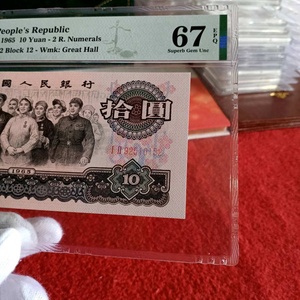 People's Republic
1965 10 Yuan - 2 R. Numerals
2 Block 12 - Wmk: Great Hall
67 EPQ
Superb Gem Unc
国人民银行
拾圓
1965
10